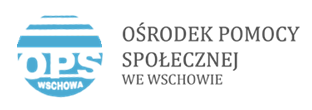 OPS
WSCHOWA
OŚRODEK POMOCY
SPOŁECZNEJ
WE WSCHOWIE